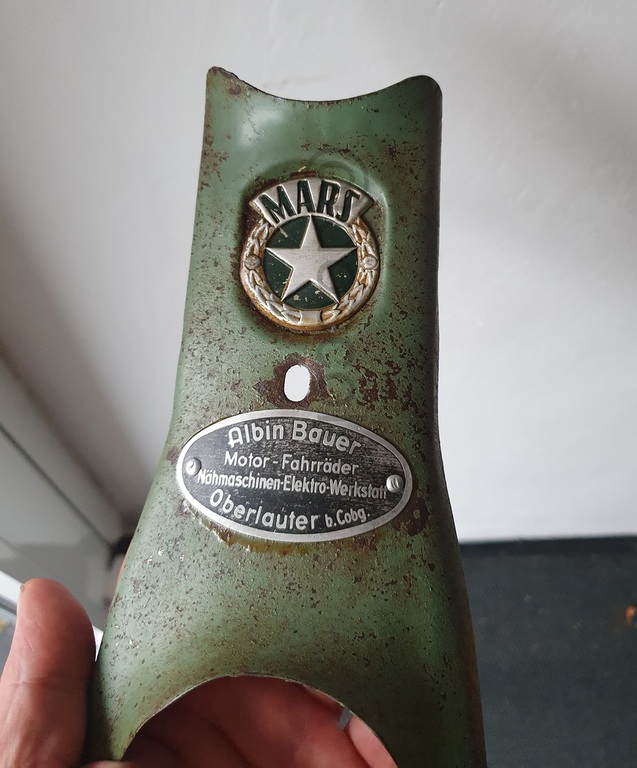 MARS
Albin Bauer
Motor-Fahrräder
Nähmaschinen-Elektro-Werkstatt
Oberlauter b. Cobg.